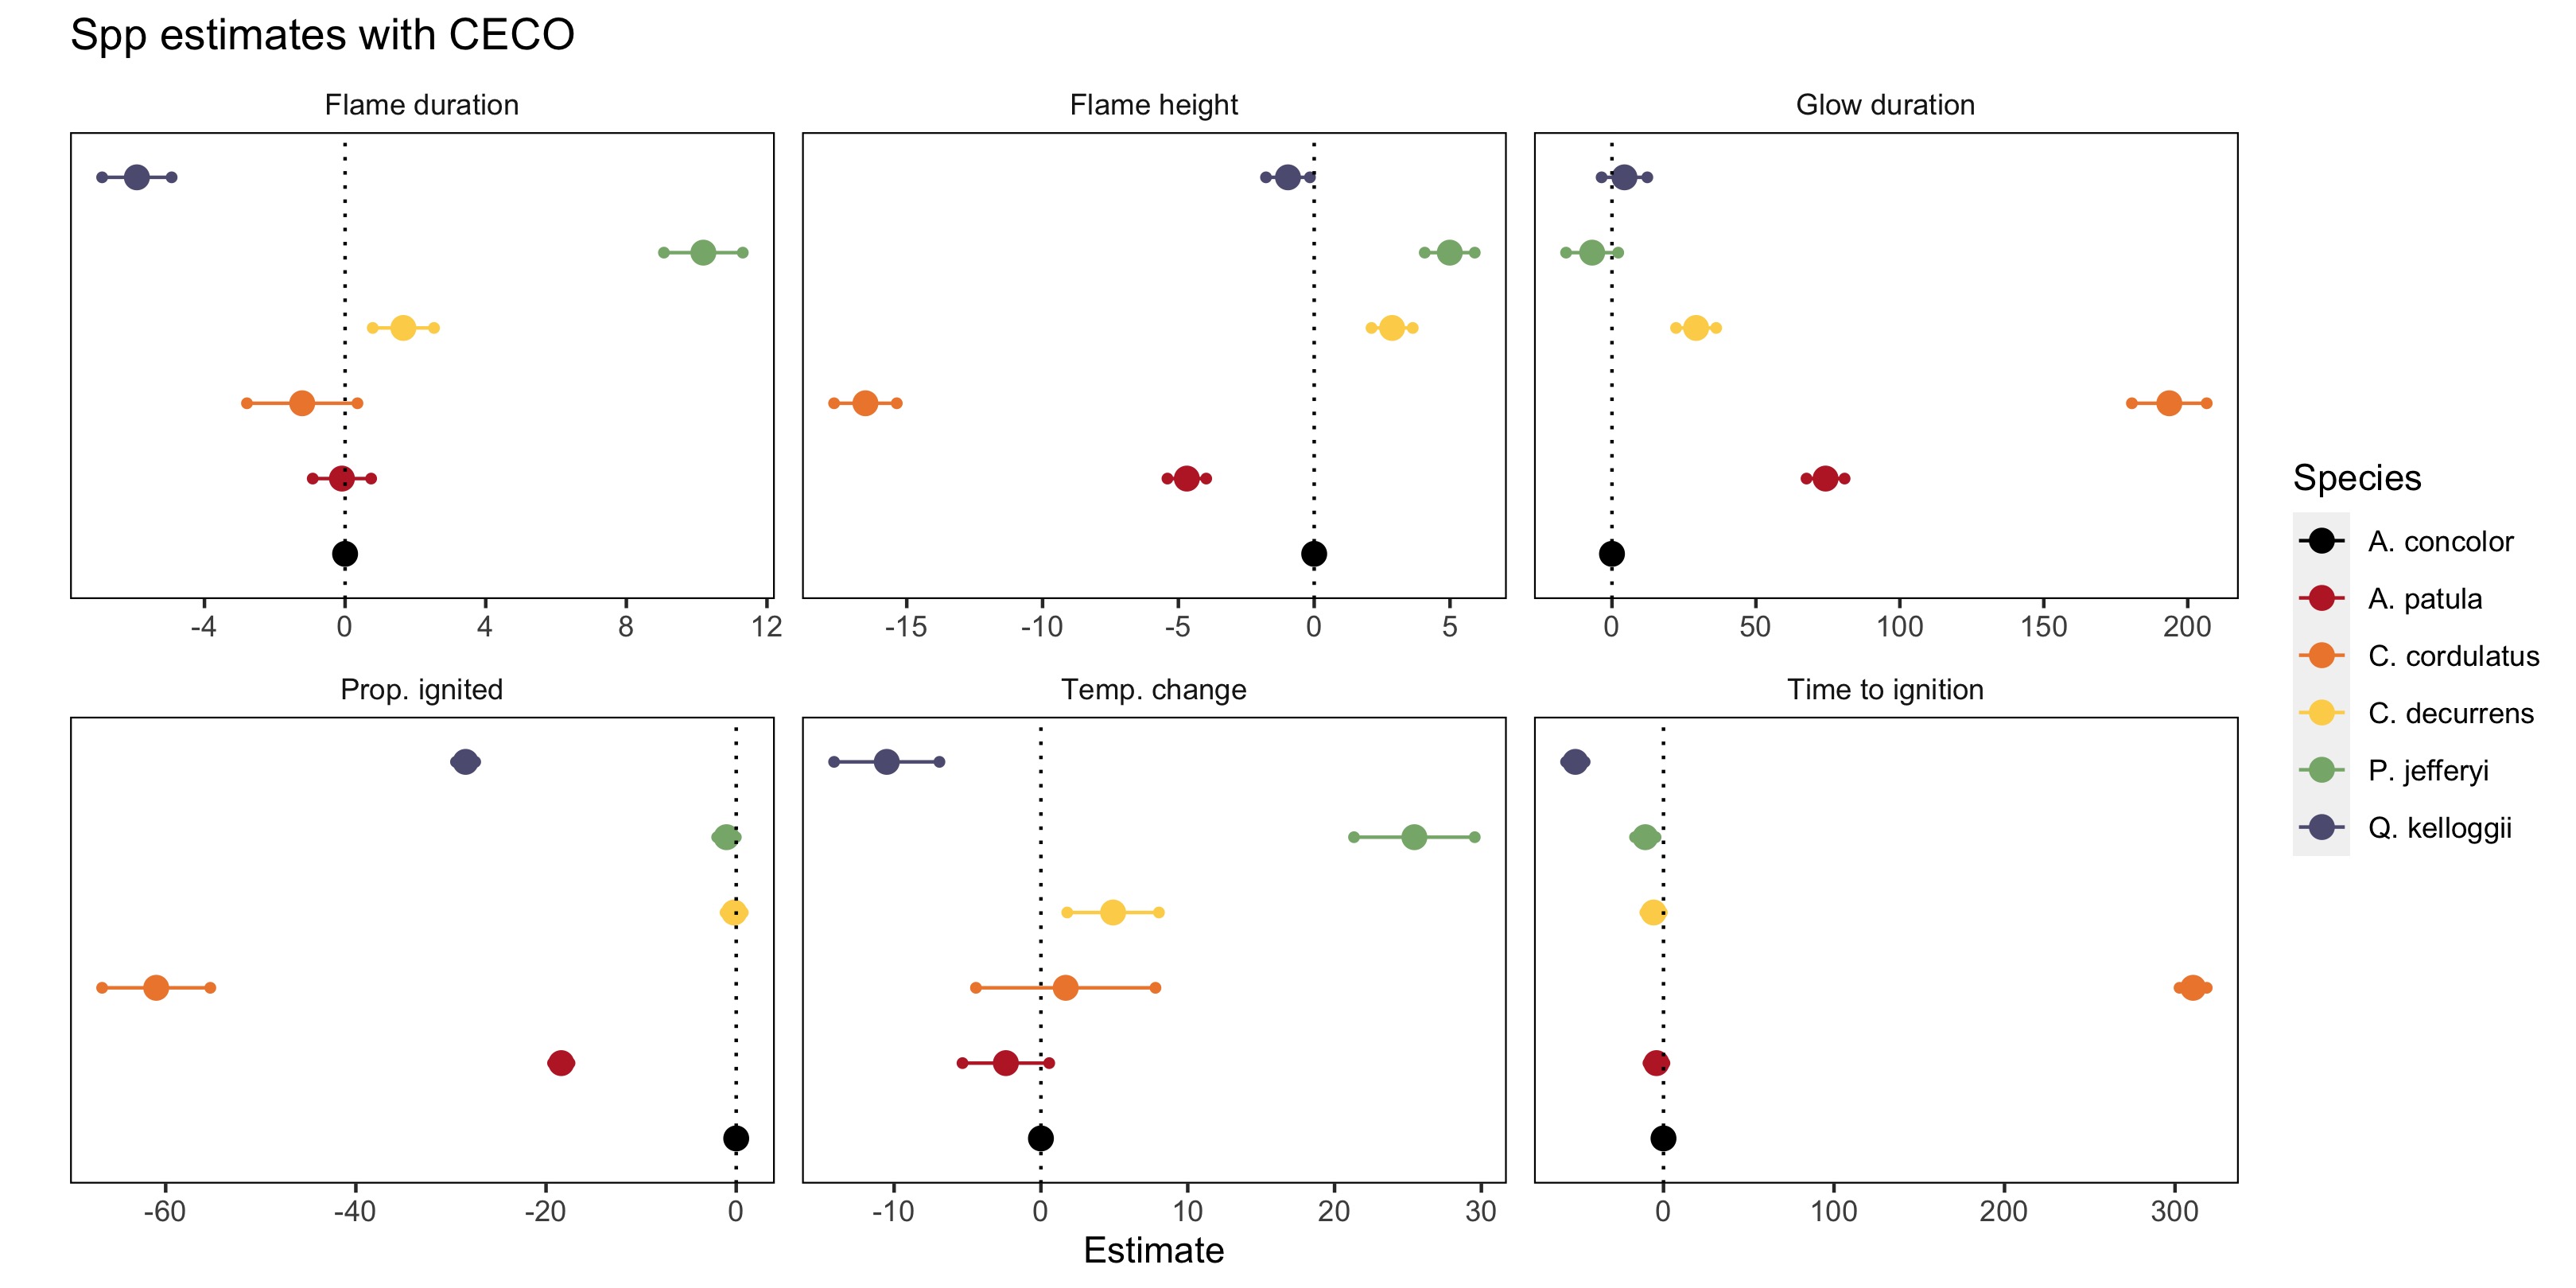 Spp estimates with CECO
Flame duration
Flame height
Glow duration
-4 0 4 8 12
-15 -10 -5 0 5
0 50 100 150 200
Prop. ignited
Temp. change
Time to ignition
-60 -40 -20 0
-10 0 10 20 30
0 100 200 300
Estimate
Species
A. concolor
A. patula
C. cordulatus
C. decurrens
P. jefferyi
Q. kelloggii